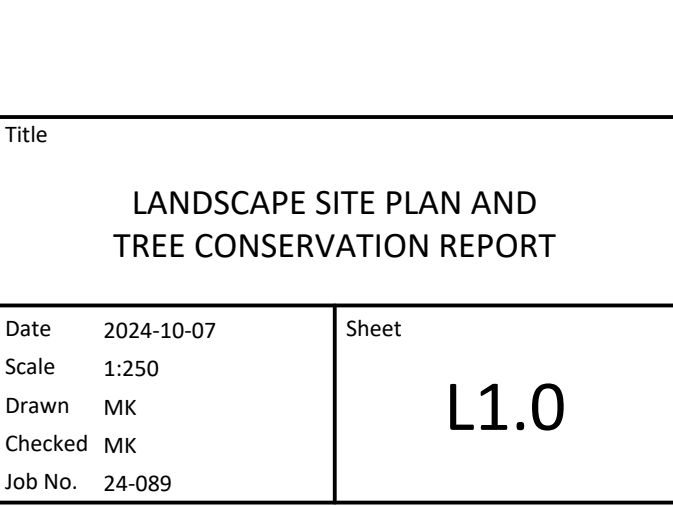 Title
LANDSCAPE SITE PLAN AND
TREE CONSERVATION REPORT
Date 2024-10-07
Scale 1:250
Drawn MK
Checked MK
Job No. 24-089
Sheet
L1.0